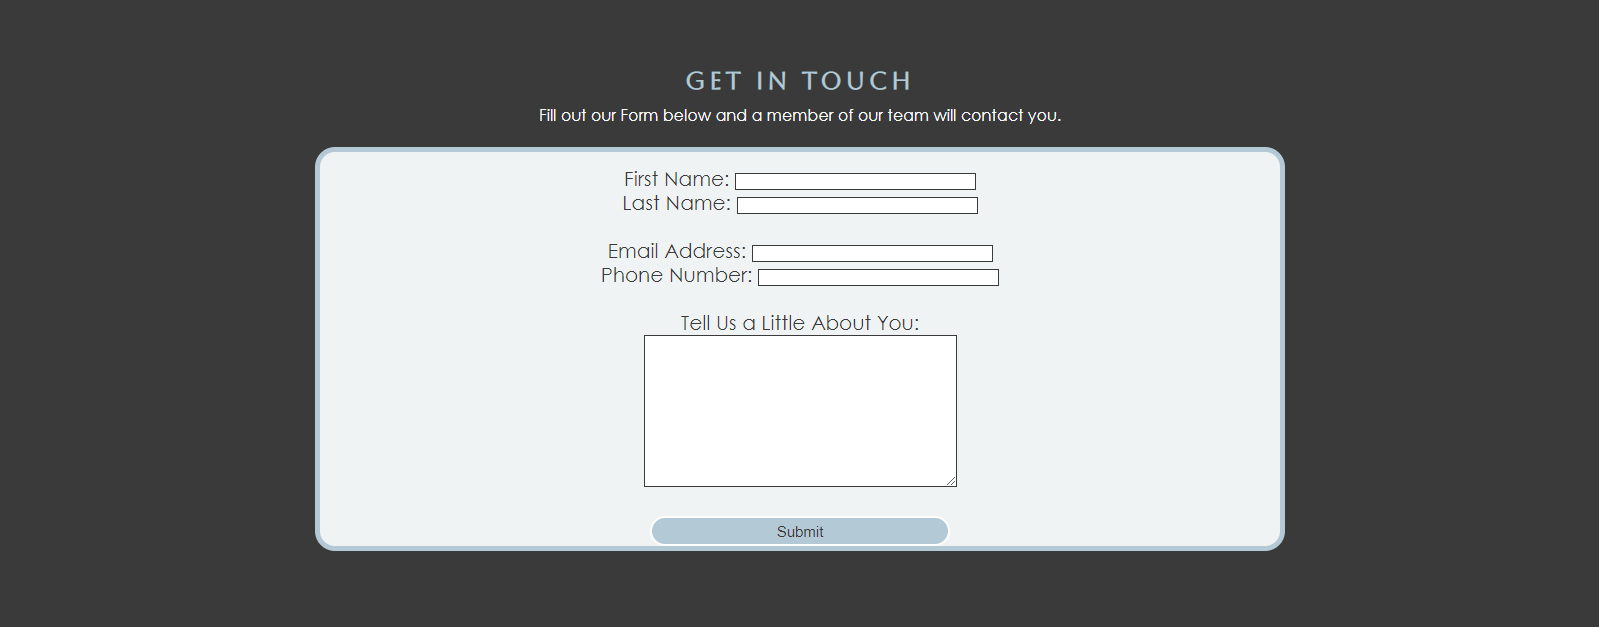 GET IN TOUCH
Fill out our Form below and a member of our team will contact you.
First Name:
Last Name:
Email Address:
Phone Number:
Tell Us a Little About You:
Submit